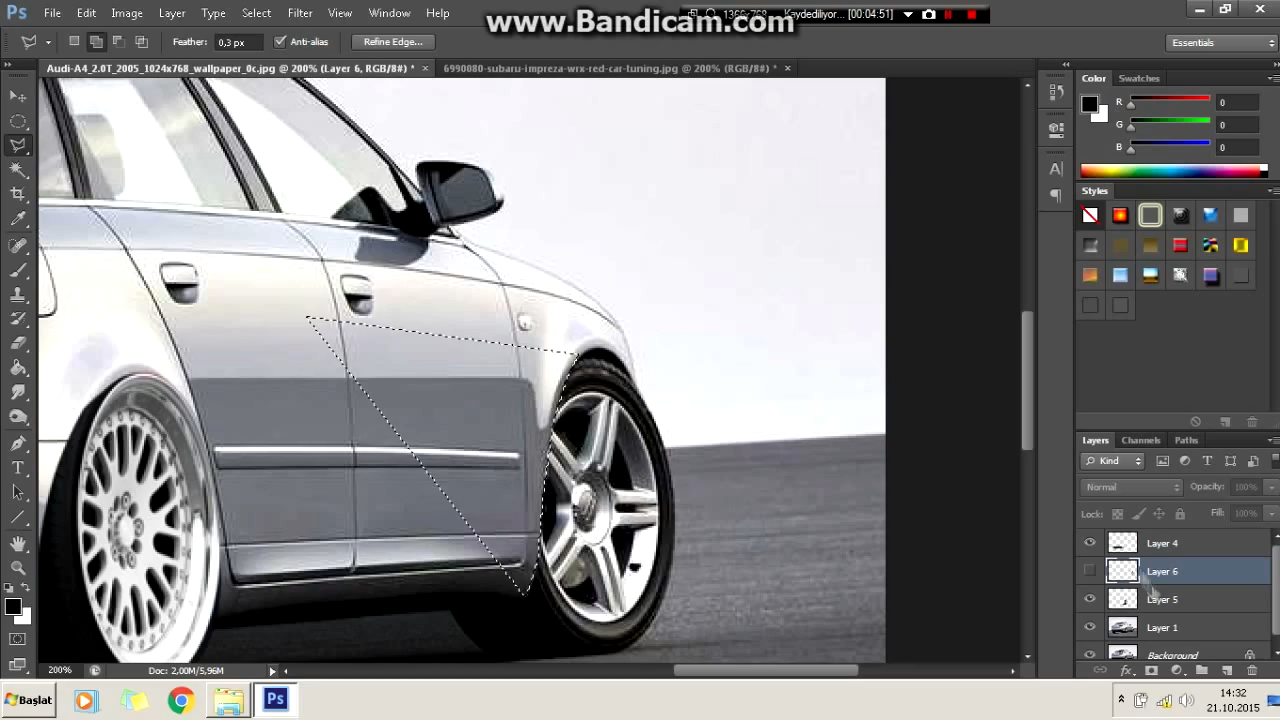 www.Bandicam.com
1366x768 Kaydediliyor... [00:04:51]
Ps File Edit Image Layer Type Select Filter View Window Help
Feather: 0,3 px Anti-alias Refine Edge... Essentials
Audi-A4_2.0T_2005_1024x768_wallpaper_0c.jpg @ 200% (Layer 6, RGB/8#) * × 6990080-subaru-impreza-wrx-red-car-tuning.jpg @ 200% (RGB/8#) * ×
Color Swatches
R 0
G 0
B 0
Styles
Layers Channels Paths
Kind
Normal Opacity: 100%
Lock: Fill: 100%
Layer 4
Layer 6
Layer 5
Layer 1
Background
200% Doc: 2,00M/5,96M
Başlat Ps 14:32
21.10.2015